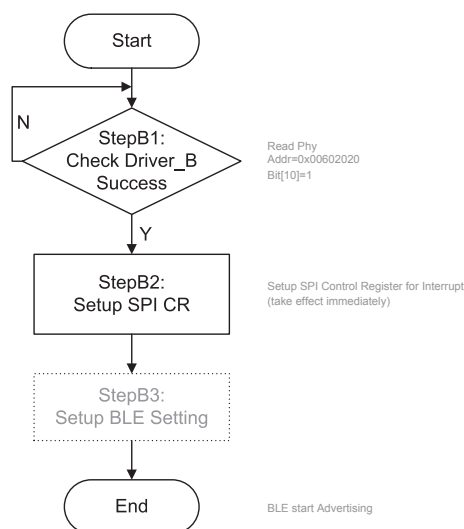 Start
N
StepB1:
Check Driver_B
Success
Read Phy
Addr=0x00602020
Bit[10]=1
Y
StepB2:
Setup SPI CR
Setup SPI Control Register for Interrupt
(take effect immediately)
StepB3:
Setup BLE Setting
End
BLE start Advertising